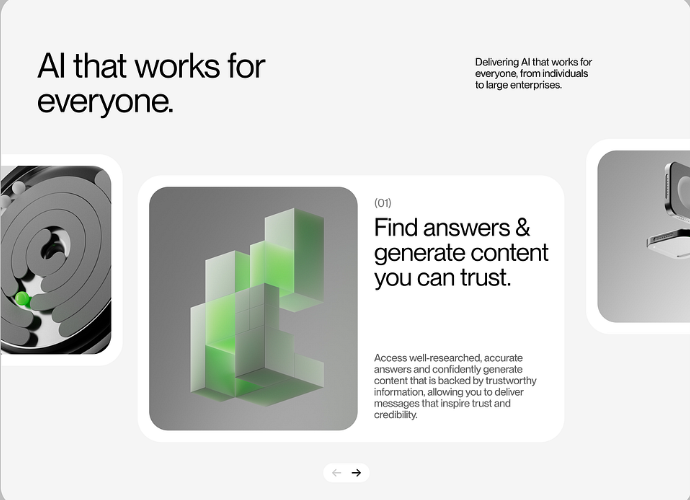 AI that works for
everyone.
Delivering AI that works for
everyone, from individuals
to large enterprises.
(01)
Find answers &
generate content
you can trust.
Access well-researched, accurate
answers and confidently generate
content that is backed by trustworthy
information, allowing you to deliver
messages that inspire trust and
credibility.